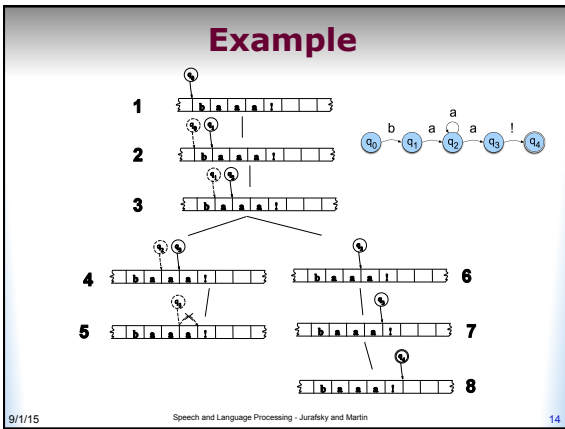 Example
1
b a a a !
2
b a a a !
3
b a a a !
a
b a a !
q0 q1 q2 q3 q4
4
b a a a !
b a a a !
6
5
b a a a !
b a a a !
7
b a a a !
8
9/1/15
Speech and Language Processing - Jurafsky and Martin
14